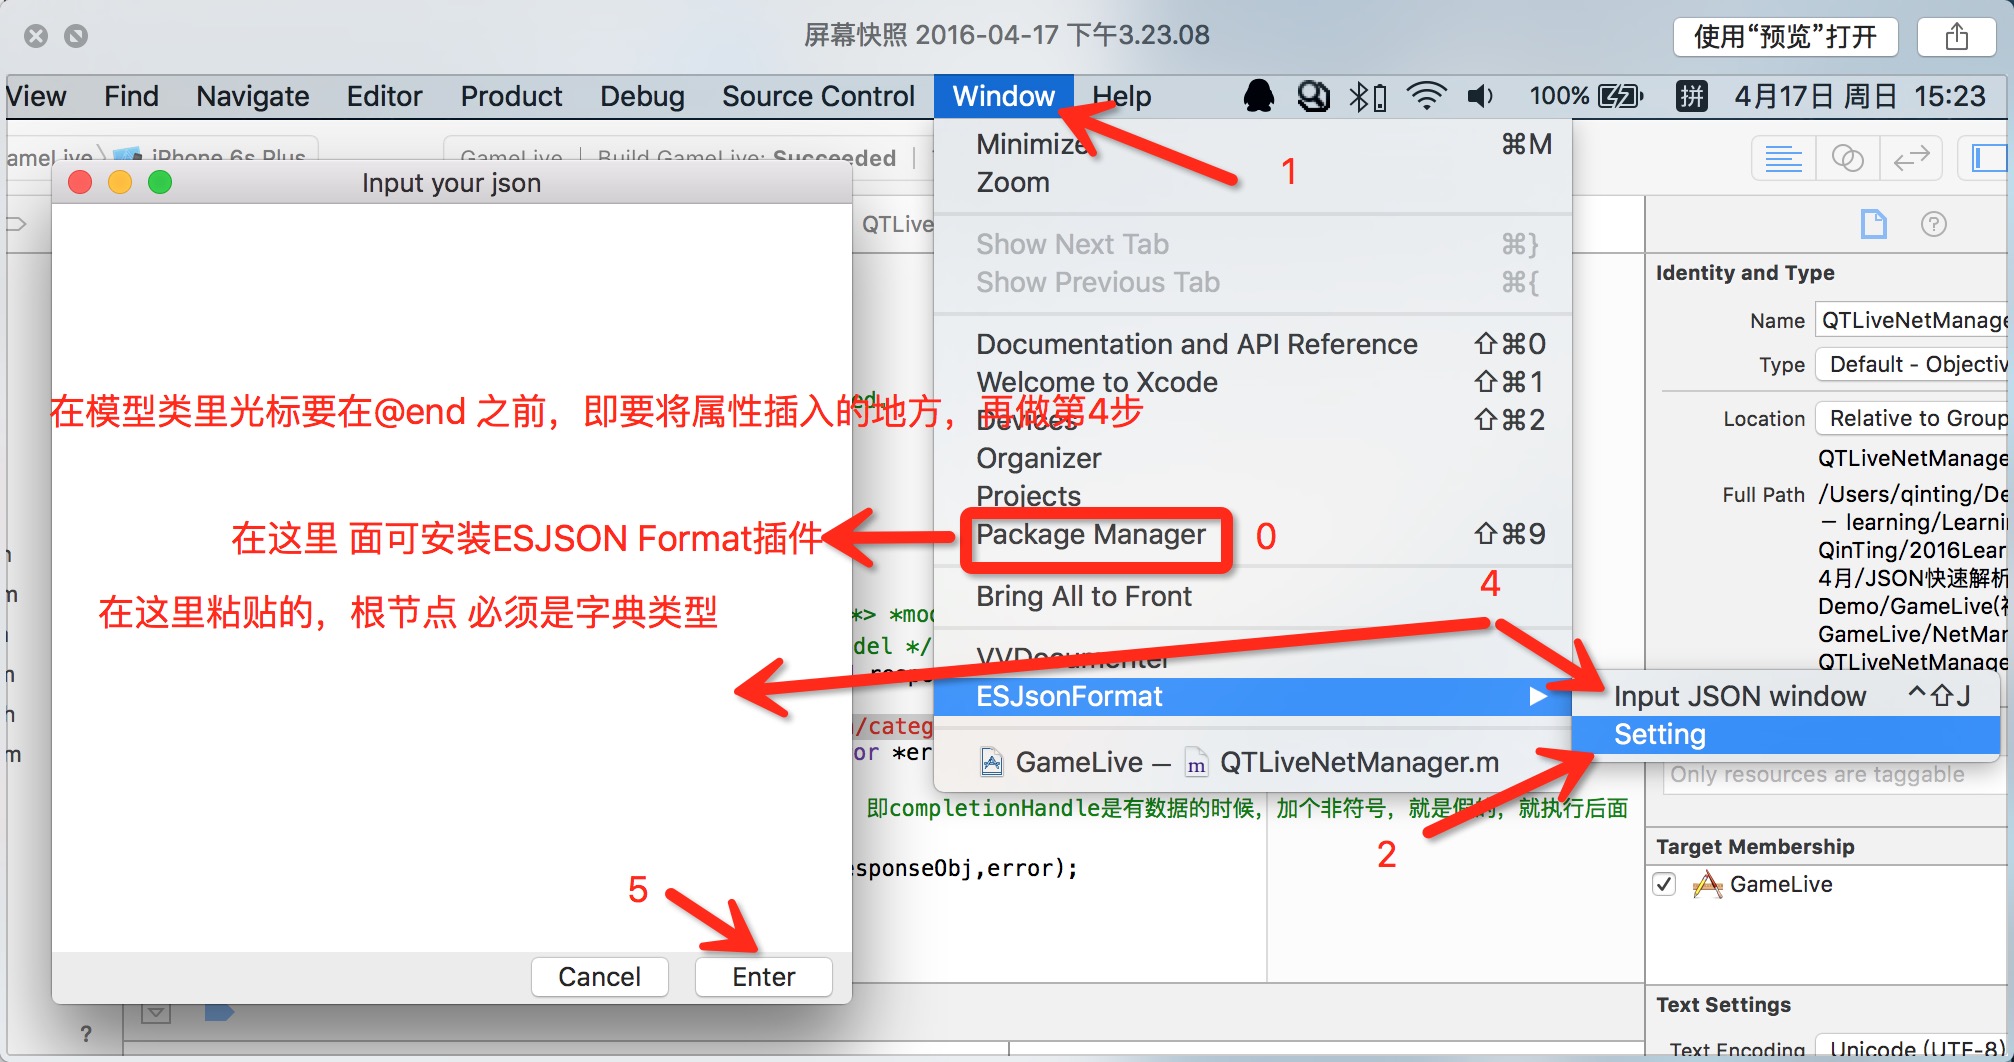 屏幕快照 2016-04-17 下午3.23.08
使用“预览”打开
View Find Navigate Editor Product Debug Source Control Window Help 100% 拼 4月17日 周日 15:23
ameLive iPhone 6s Plus GameLive Build GameLive: Succeeded
Input your json
在模型类里光标要在@end 之前，即要将属性插入的地方，再做第4步
在这里 面可安装ESJSON Format插件
在这里粘贴的，根节点 必须是字典类型
5
Cancel
Enter
?
QTLive
ed.
*> *mod
del */
respo
/categ
or *er
即completionHandle是有数据的时候，加个非符号，就是假的，就执行后面
esponseObj,error);
1
Minimize ⌘M
Zoom
Show Next Tab ⌘}
Show Previous Tab ⌘{
Documentation and API Reference ⇧⌘0
Welcome to Xcode ⇧⌘1
Devices ⇧⌘2
Organizer
Projects
Package Manager ⇧⌘9
0
Bring All to Front
4
VVDocumenter
ESJsonFormat
GameLive — QTLiveNetManager.m
Input JSON window ^⇧J
Setting
2
Identity and Type
Name QTLiveNetManage
Type Default - Objectiv
Location Relative to Group
QTLiveNetManage
Full Path /Users/qinting/De
— learning/Learnin
QinTing/2016Lear
4月/JSON快速解析
Demo/GameLive(
GameLive/NetMan
QTLiveNetManage
Only resources are taggable
Target Membership
GameLive
Text Settings
Text Encoding Unicode (UTF-8)